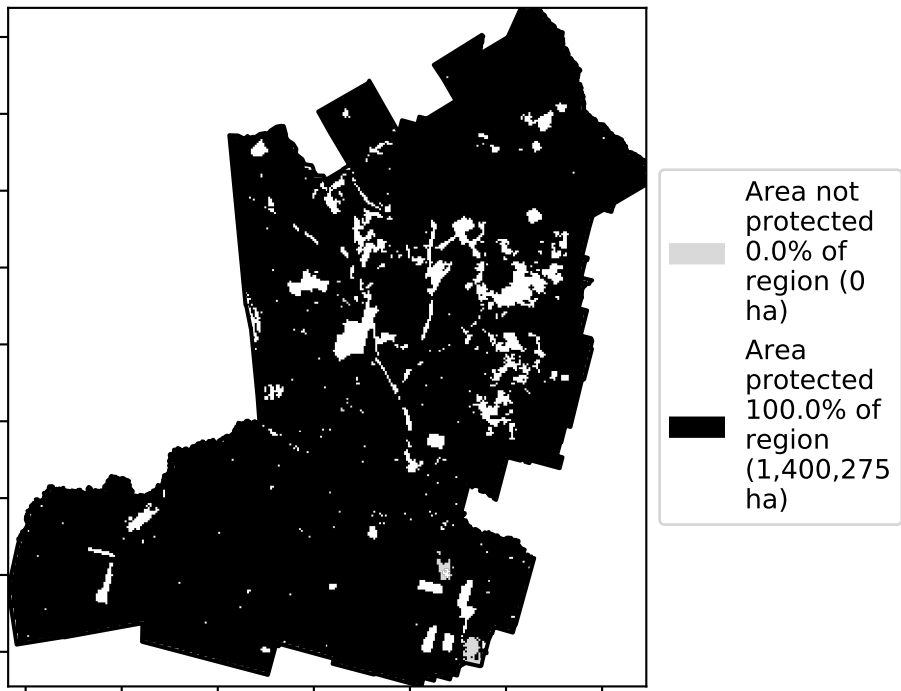 Area not
protected
0.0% of
region (0
ha)
Area
protected
100.0% of
region
(1,400,275
ha)